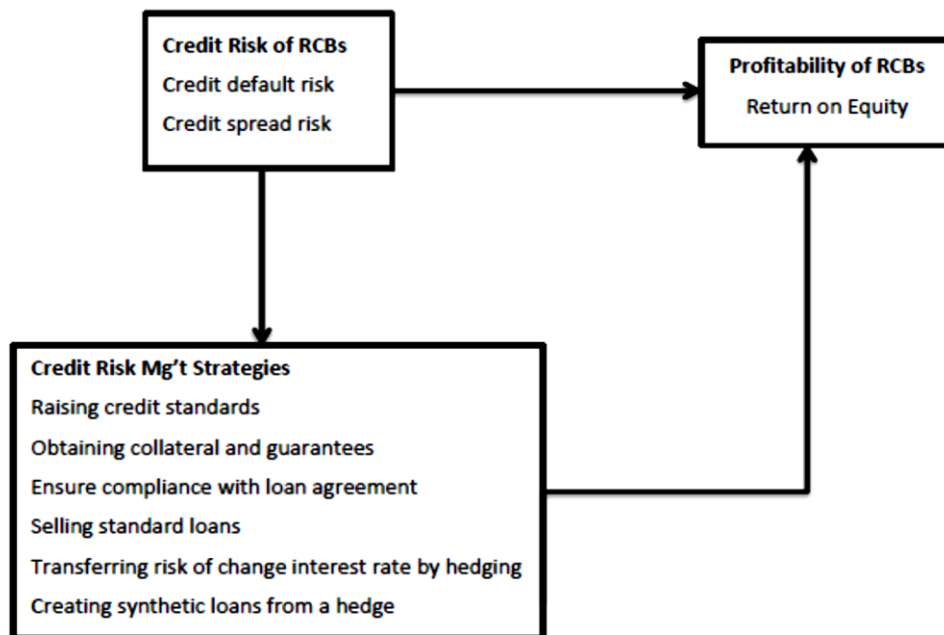 Credit Risk of RCBs
Credit default risk
Credit spread risk
Profitability of RCBs
Return on Equity
Credit Risk Mg't Strategies
Raising credit standards
Obtaining collateral and guarantees
Ensure compliance with loan agreement
Selling standard loans
Transferring risk of change interest rate by hedging
Creating synthetic loans from a hedge